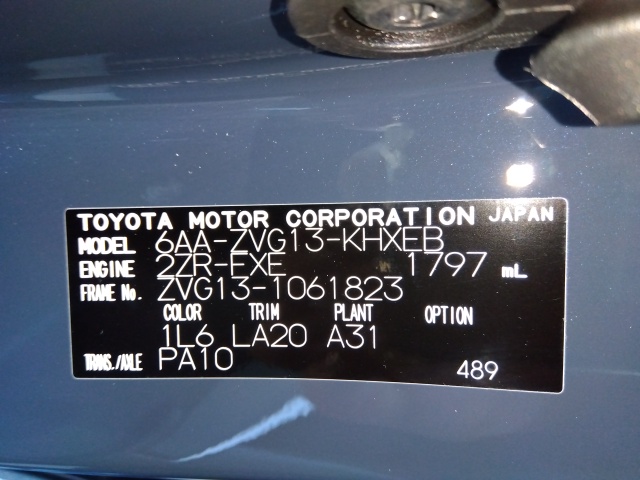 TOYOTA MOTOR CORPORATION JAPAN
MODEL 6AA-ZVG13-KHXEB
ENGINE 2ZR-FXE 1797 mL
FRAME No. ZVG13-1061823
COLOR TRIM PLANT OPTION
1L6 LA20 A31
TRANS./AXLE PA10
489